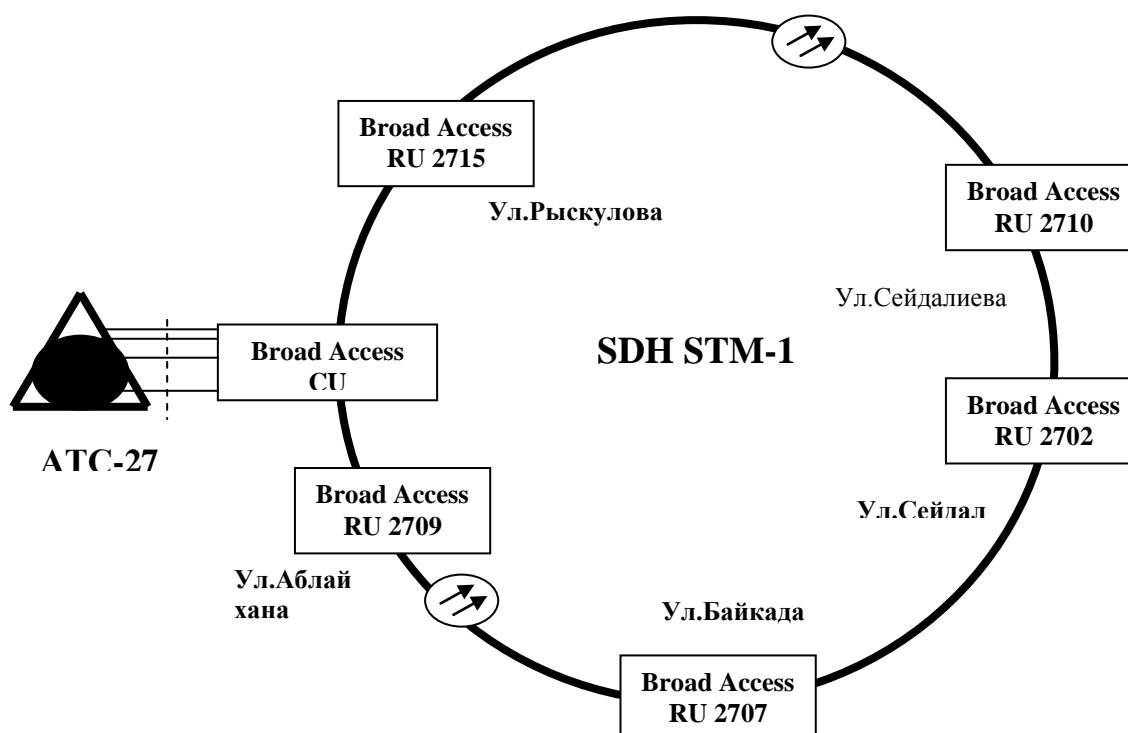 Broad Access
RU 2715
Ул.Рыскулова
Broad Access
RU 2710
Ул.Сейдалиева
Broad Access
CU
SDH STM-1
АТС-27
Broad Access
RU 2702
Ул.Сейдал
Broad Access
RU 2709
Ул.Аблай
хана
Ул.Байкада
Broad Access
RU 2707